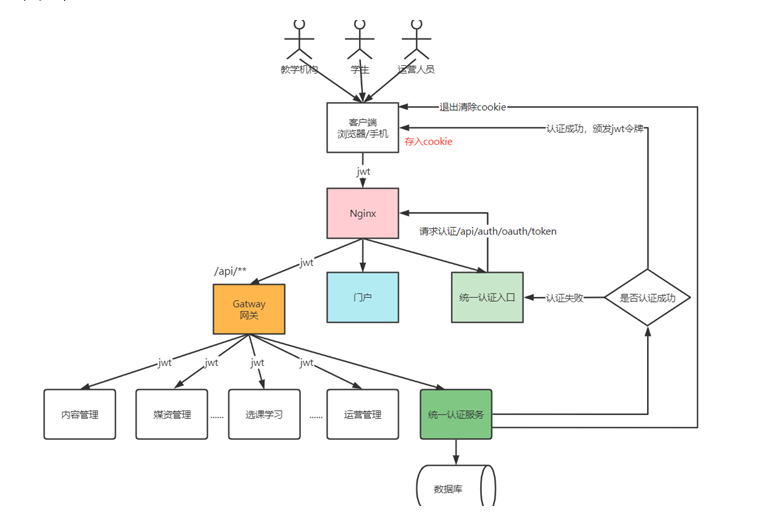 教学机构
学生
运营人员
退出清除cookie
客户端
浏览器/手机
认证成功，颁发jwt令牌
存入cookie
jwt
Nginx
请求认证/api/auth/oauth/token
jwt
/api/**
Gatway
网关
门户
统一认证入口
认证失败
是否认证成功
jwt
jwt
jwt
jwt
内容管理
媒资管理
......
选课学习
......
运营管理
统一认证服务
数据库